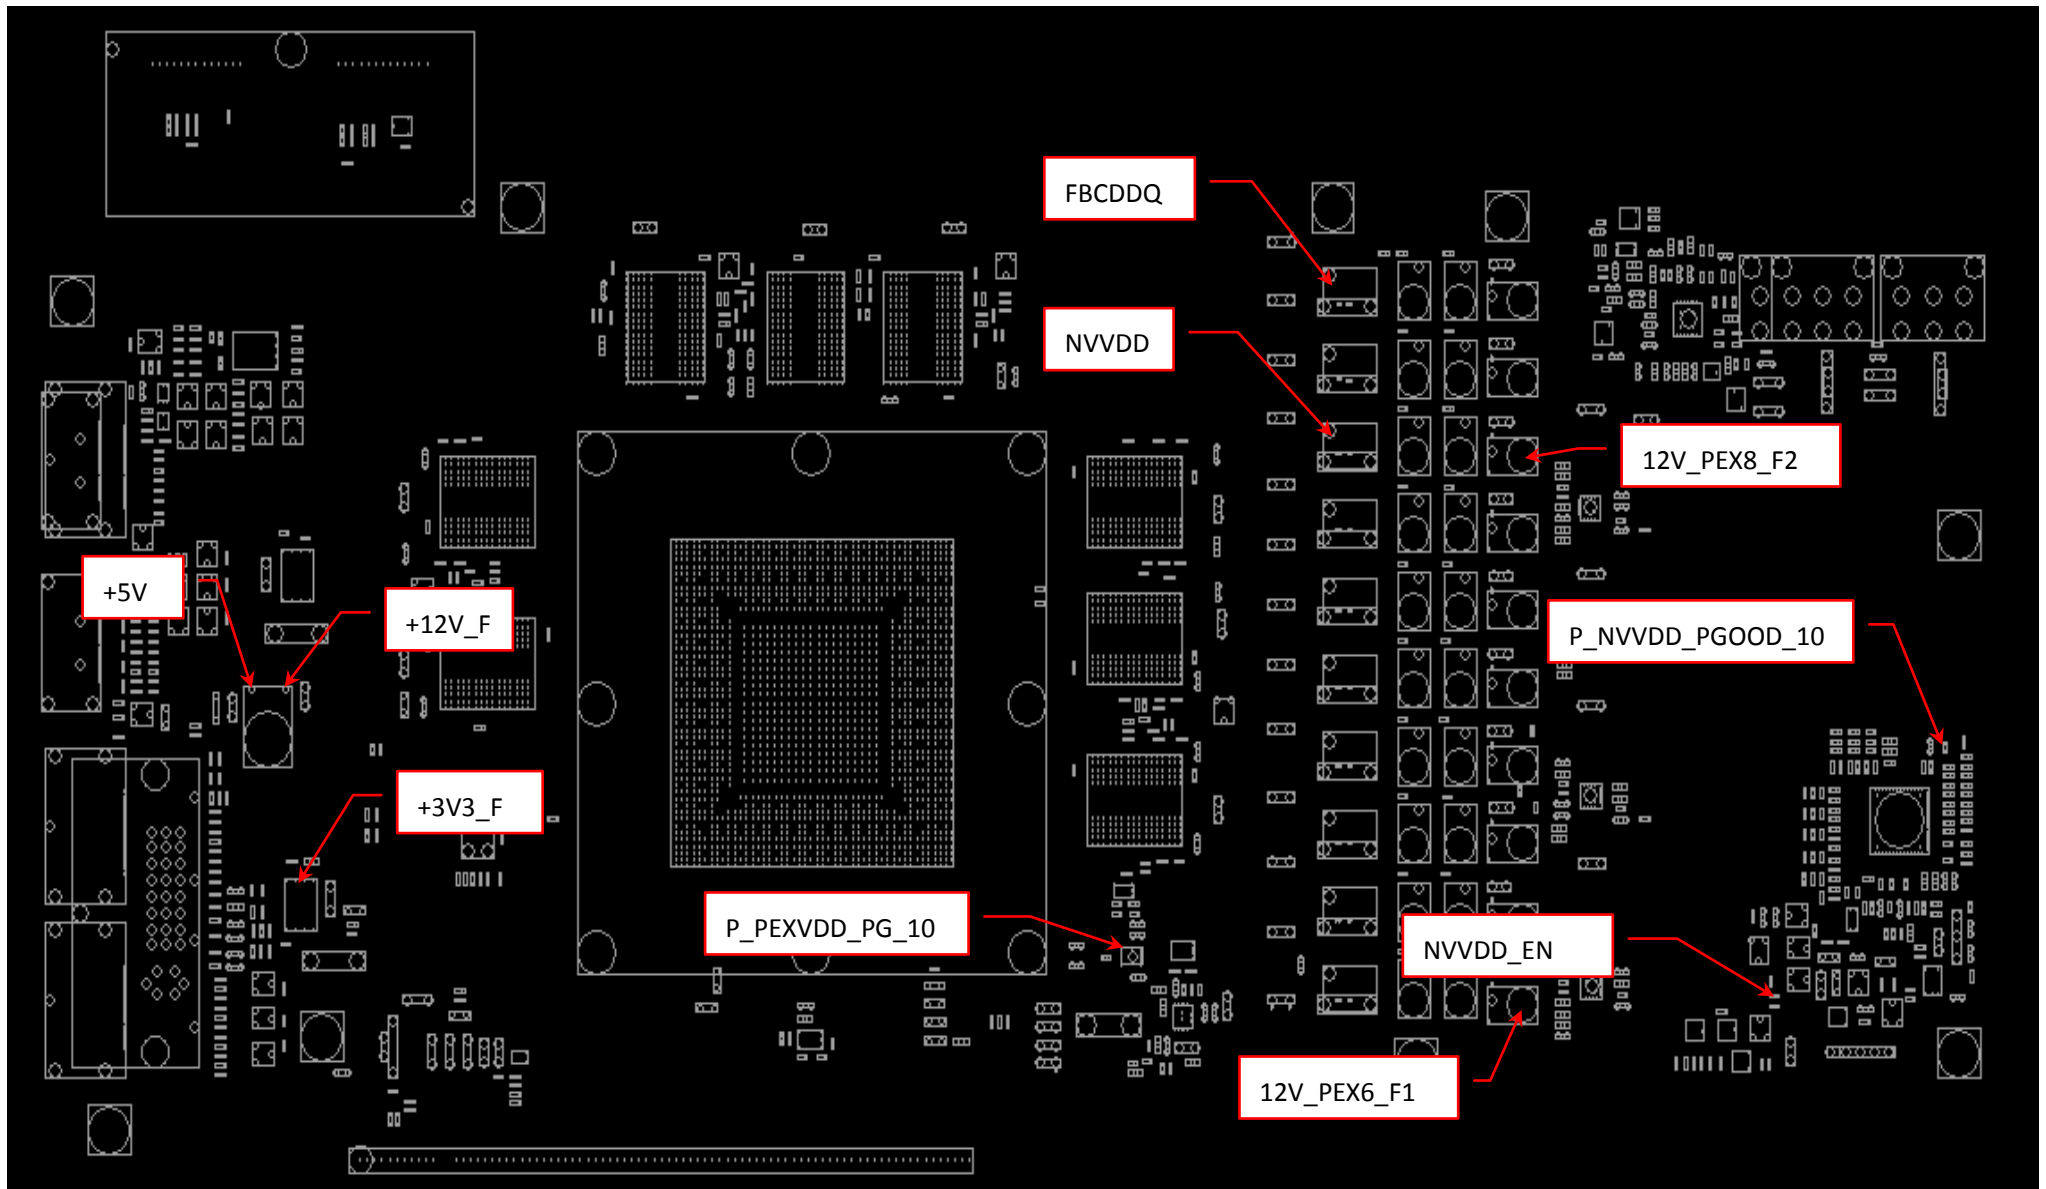 FBCDDQ
NVVDD
12V_PEX8_F2
+5V
+12V_F
P_NVVDD_PGOOD_10
+3V3_F
P_PEXVDD_PG_10
NVVDD_EN
12V_PEX6_F1